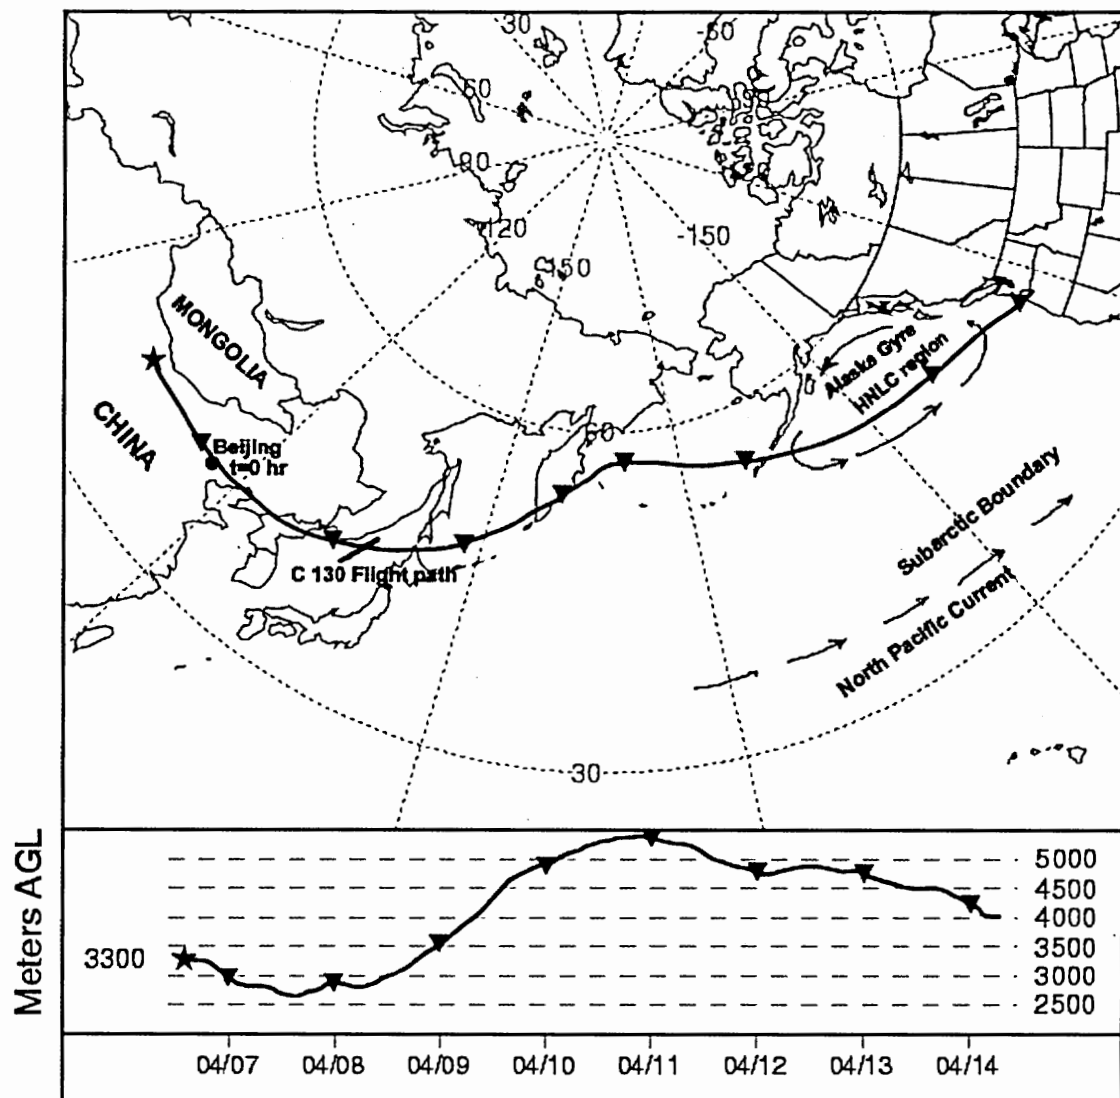 30
-60
60
-90
90
120
-150
150
MONGOLIA
CHINA
Beijing
t=0 hr
Alaska Gyre
HNLC region
60
C 130 Flight path
Subarctic Boundary
North Pacific Current
30
Meters AGL
3300
5000
4500
4000
3500
3000
2500
04/07 04/08 04/09 04/10 04/11 04/12 04/13 04/14